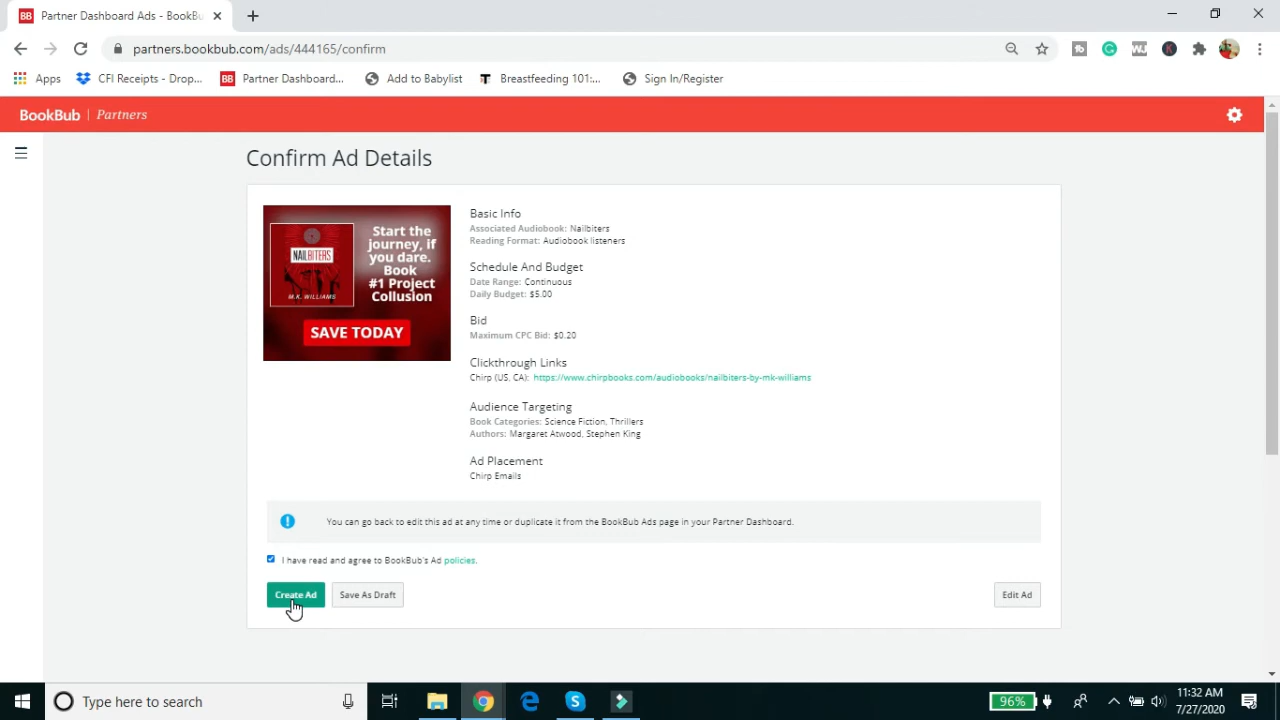 BB Partner Dashboard Ads - BookBu
partners.bookbub.com/ads/444165/confirm
Apps CFI Receipts - Drop... BB Partner Dashboard... Add to Babylist T Breastfeeding 101:... Sign In/Register
BookBub | Partners
Confirm Ad Details
Start the
journey, if
you dare.
Book
#1 Project
Collusion
NAILBITERS
M.K. WILLIAMS
SAVE TODAY
Basic Info
Associated Audiobook: Nailbiters
Reading Format: Audiobook listeners
Schedule And Budget
Date Range: Continuous
Daily Budget: $5.00
Bid
Maximum CPC Bid: $0.20
Clickthrough Links
Chirp (US, CA): https://www.chirpbooks.com/audiobooks/nailbiters-by-mk-williams
Audience Targeting
Book Categories: Science Fiction, Thrillers
Authors: Margaret Atwood, Stephen King
Ad Placement
Chirp Emails
You can go back to edit this ad at any time or duplicate it from the BookBub Ads page in your Partner Dashboard.
I have read and agree to BookBub's Ad policies.
Create Ad Save As Draft Edit Ad
Type here to search
96%
11:32 AM
7/27/2020